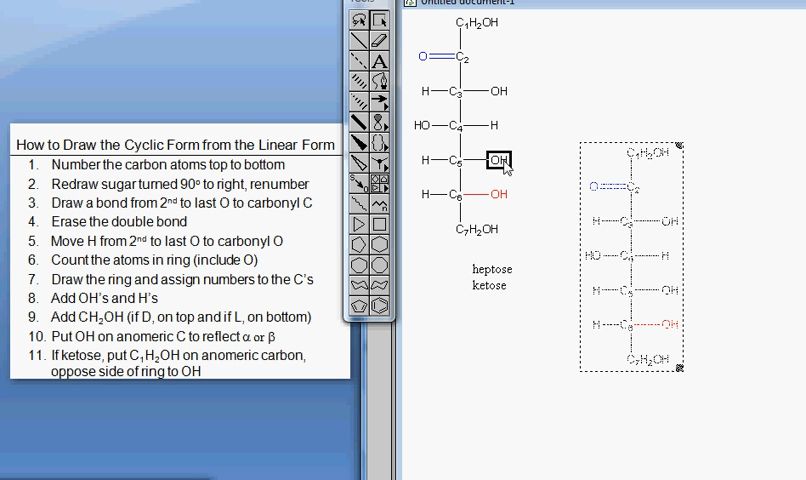 Tools
Untitled document-1
How to Draw the Cyclic Form from the Linear Form
1. Number the carbon atoms top to bottom
2. Redraw sugar turned 90º to right, renumber
3. Draw a bond from 2nd to last O to carbonyl C
4. Erase the double bond
5. Move H from 2nd to last O to carbonyl O
6. Count the atoms in ring (include O)
7. Draw the ring and assign numbers to the C's
8. Add OH's and H's
9. Add CH2OH (if D, on top and if L, on bottom)
10. Put OH on anomeric C to reflect α or β
11. If ketose, put C1H2OH on anomeric carbon,
oppose side of ring to OH
A
C1H2OH
O C2
H C3 OH
HO C4 H
H C5 OH
H C6 OH
C7H2OH
heptose
ketose
C1H2OH
O C2
H C3 OH
HO C4 H
H C5 OH
H C6 OH
C7H2OH